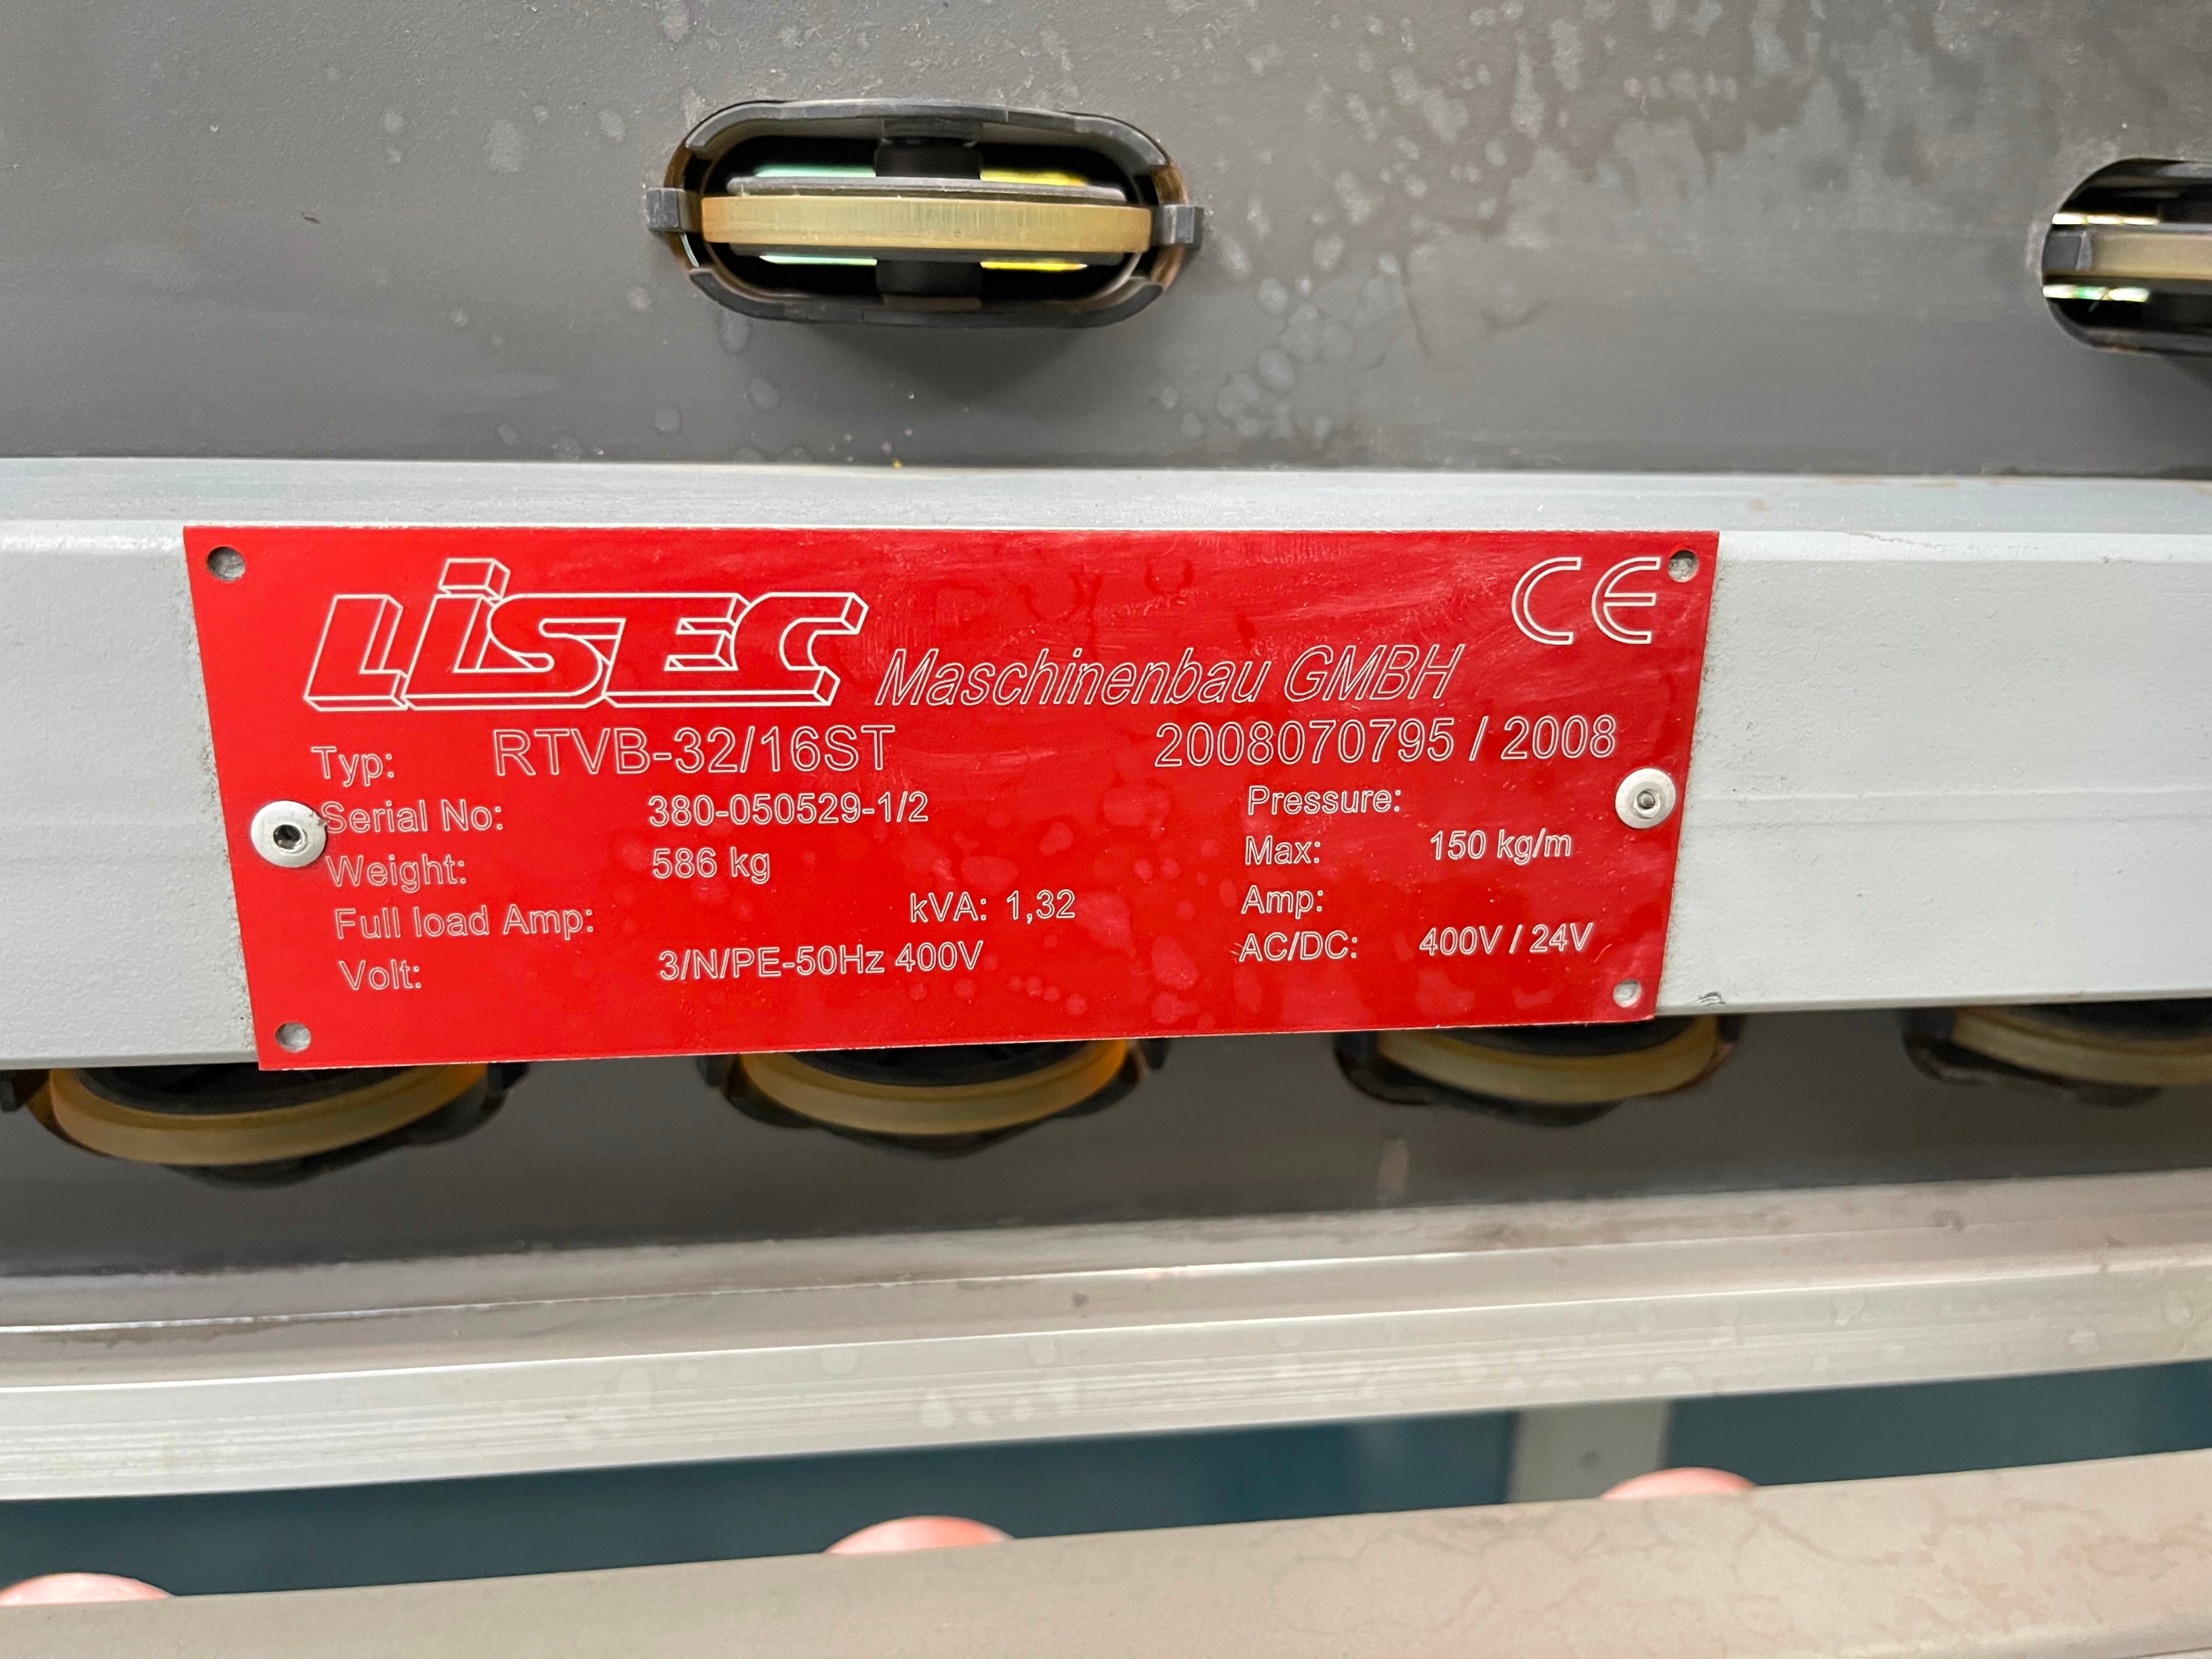 LiSEC Maschinenbau GMBH CE
Typ: RTVB-32/16ST 2008070795 / 2008
Serial No: 380-050529-1/2 Pressure:
Weight: 586 kg Max: 150 kg/m
Full load Amp: kVA: 1,32 Amp:
Volt: 3/N/PE-50Hz 400V AC/DC: 400V / 24V